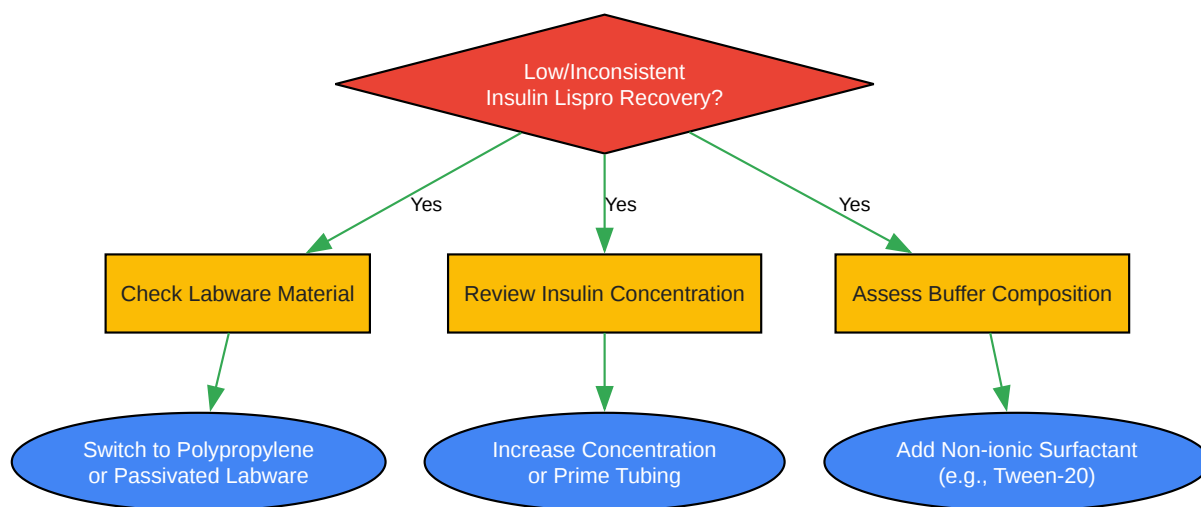 Low/Inconsistent
Insulin Lispro Recovery?
Yes
Yes
Yes
Check Labware Material
Review Insulin Concentration
Assess Buffer Composition
Switch to Polypropylene
or Passivated Labware
Increase Concentration
or Prime Tubing
Add Non-ionic Surfactant
(e.g., Tween-20)